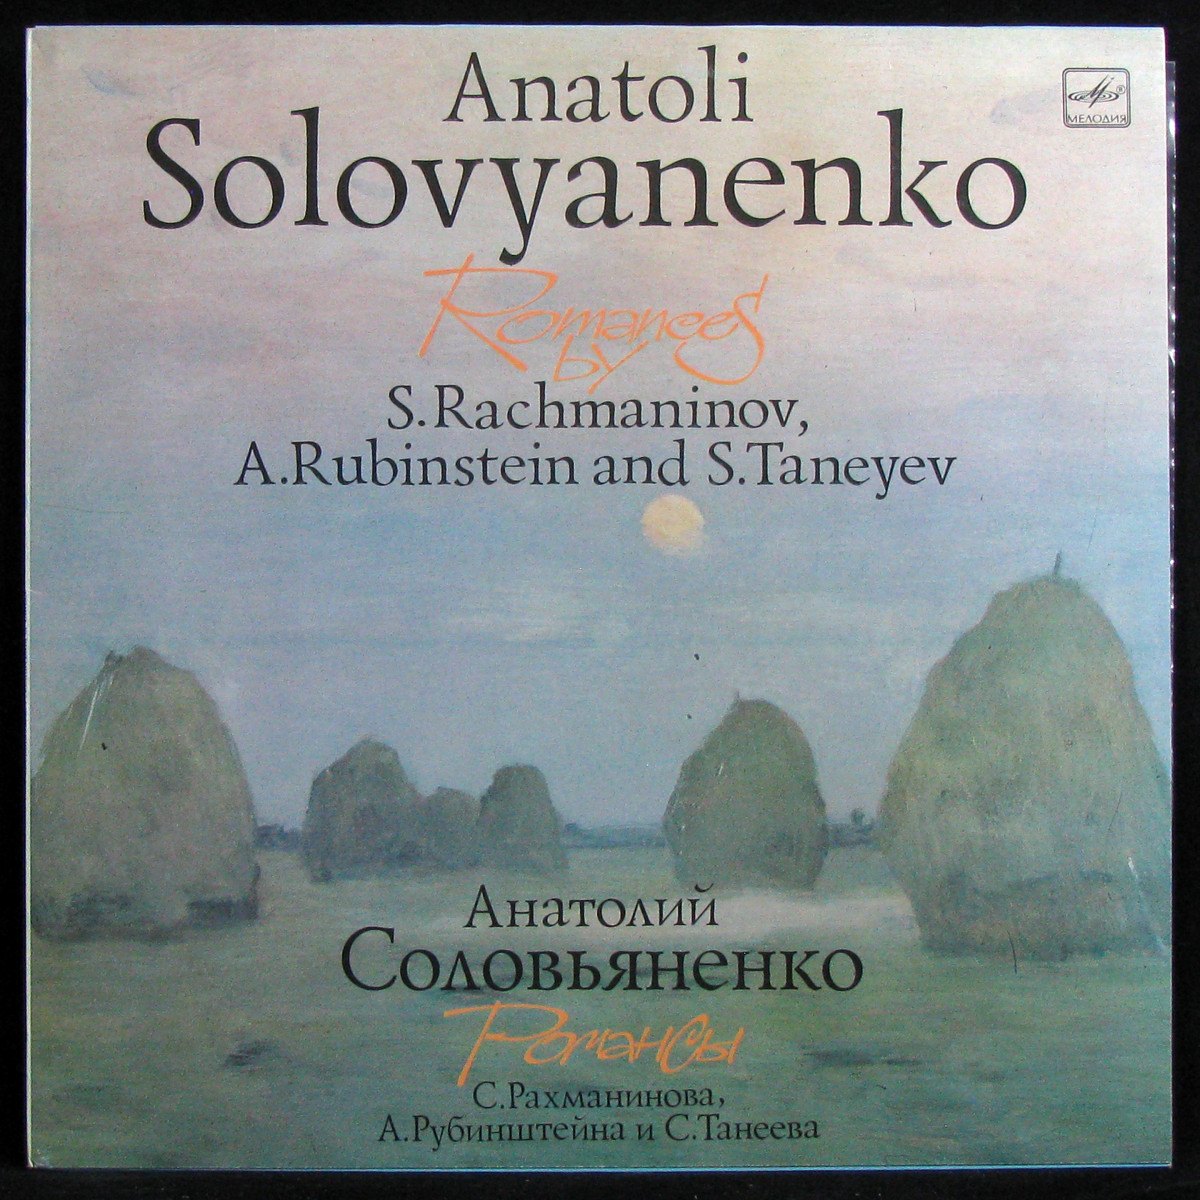 Anatoli
МЕЛОДИЯ
Solovyanenko
Romances
by
S.Rachmaninov,
A.Rubinstein and S.Taneyev
Анатолий
Соловьяненко
Романсы
С.Рахманинова,
А.Рубинштейна и С.Танеева